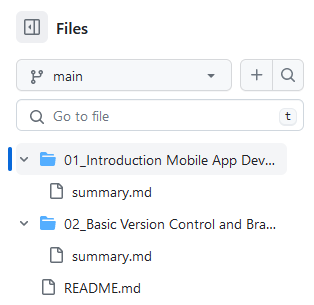 Files
main
Go to file t
01_Introduction Mobile App Dev...
summary.md
02_Basic Version Control and Bra...
summary.md
README.md